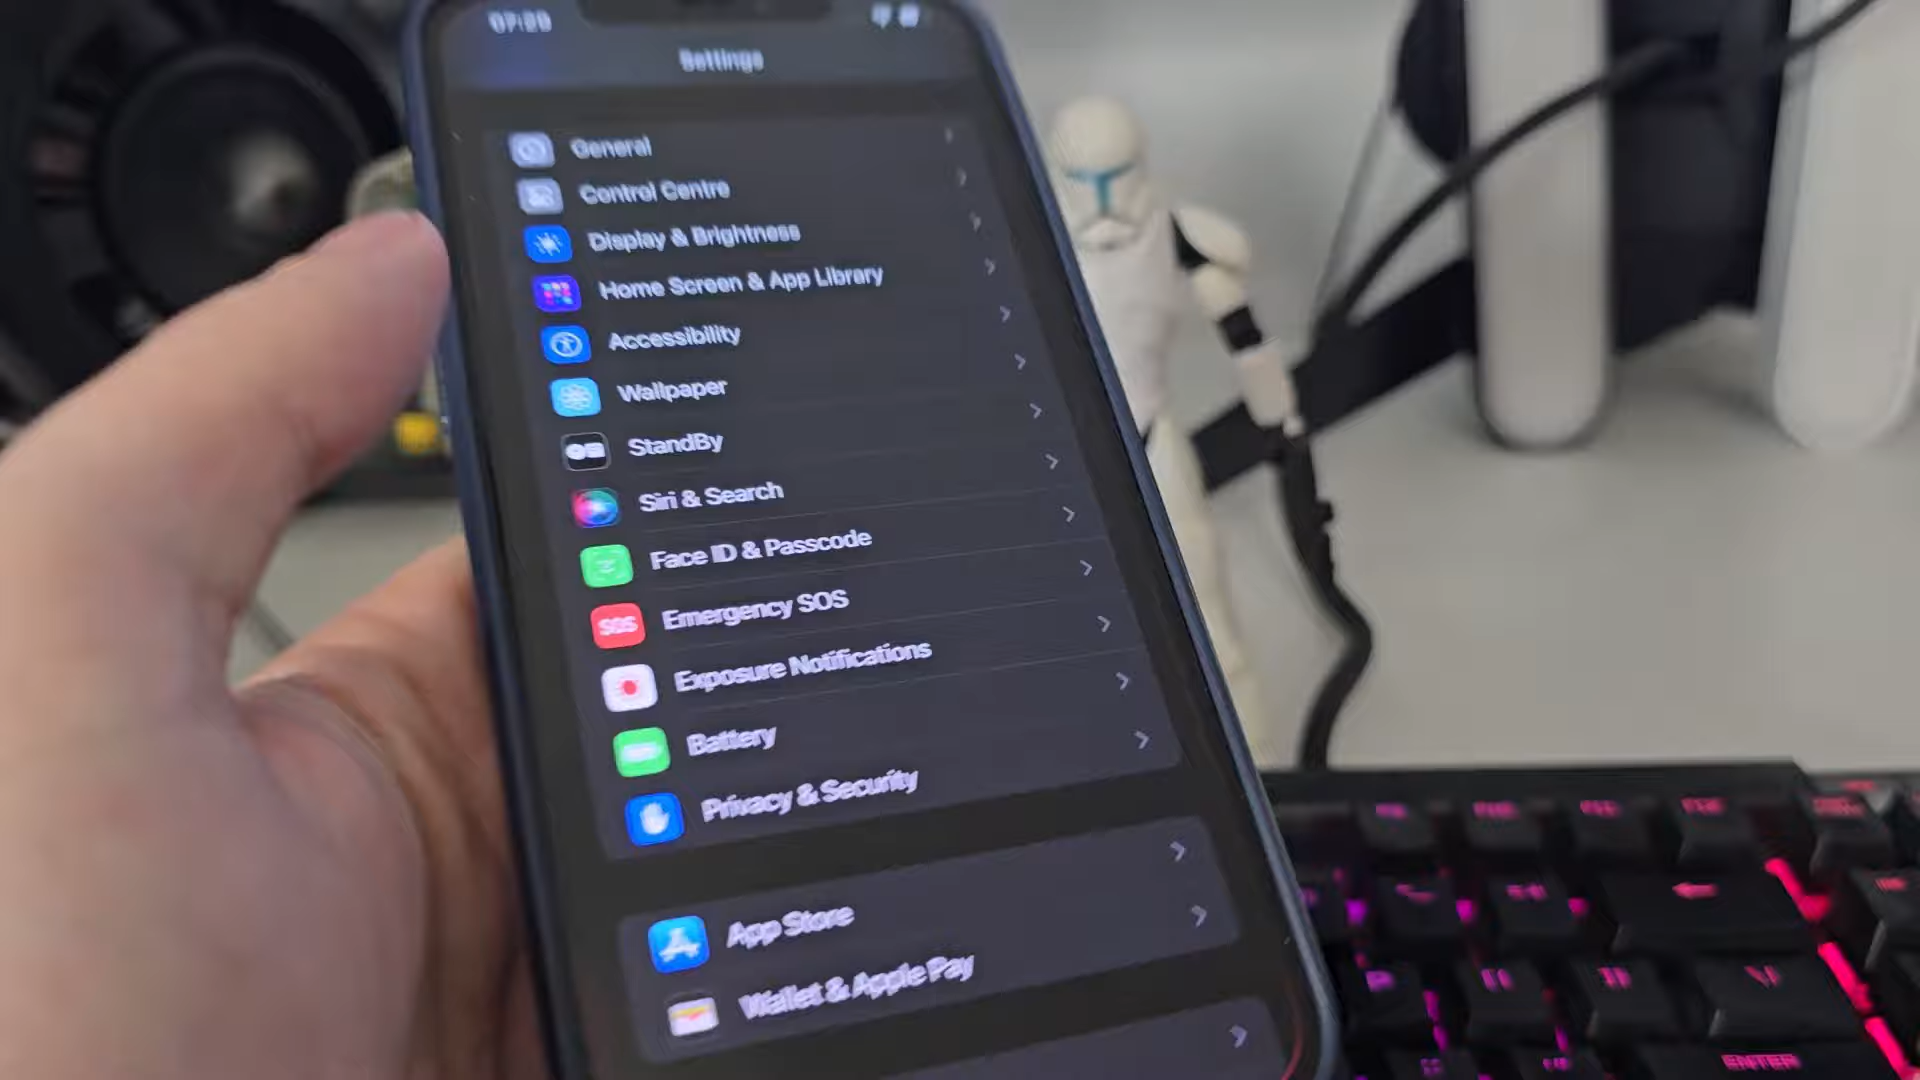 07:29
Settings
General
Control Centre
Display & Brightness
Home Screen & App Library
Accessibility
Wallpaper
StandBy
Siri & Search
Face ID & Passcode
SOS
Emergency SOS
Exposure Notifications
Battery
Privacy & Security
App Store
Wallet & Apple Pay
ENTER